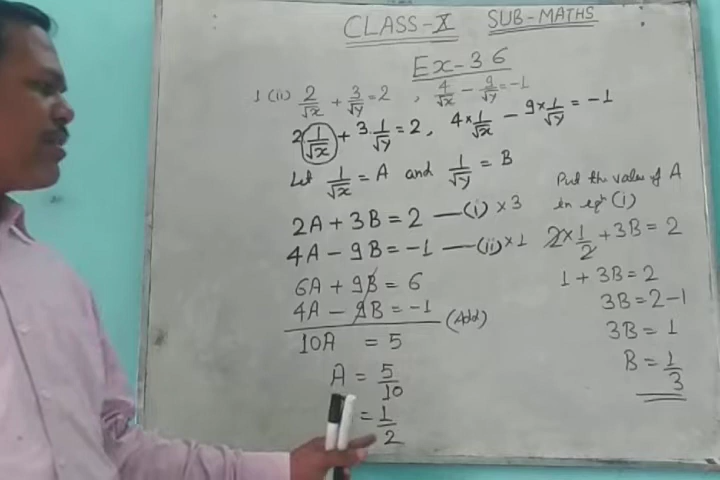 CLASS-X SUB-MATHS
Ex-3.6
1(ii) 2/√x + 3/√y = 2, 4/√x - 9/√y = -1
2·1/√x + 3·1/√y = 2, 4×1/√x - 9×1/√y = -1
Let 1/√x = A and 1/√y = B
2A + 3B = 2 —(i) ×3
4A - 9B = -1 —(ii) ×1
6A + 9B = 6
4A - 9B = -1 (Add)
10A = 5
A = 5/10
= 1/2
Put the value of A
in eqn (i)
2×1/2 + 3B = 2
1 + 3B = 2
3B = 2-1
3B = 1
B = 1/3